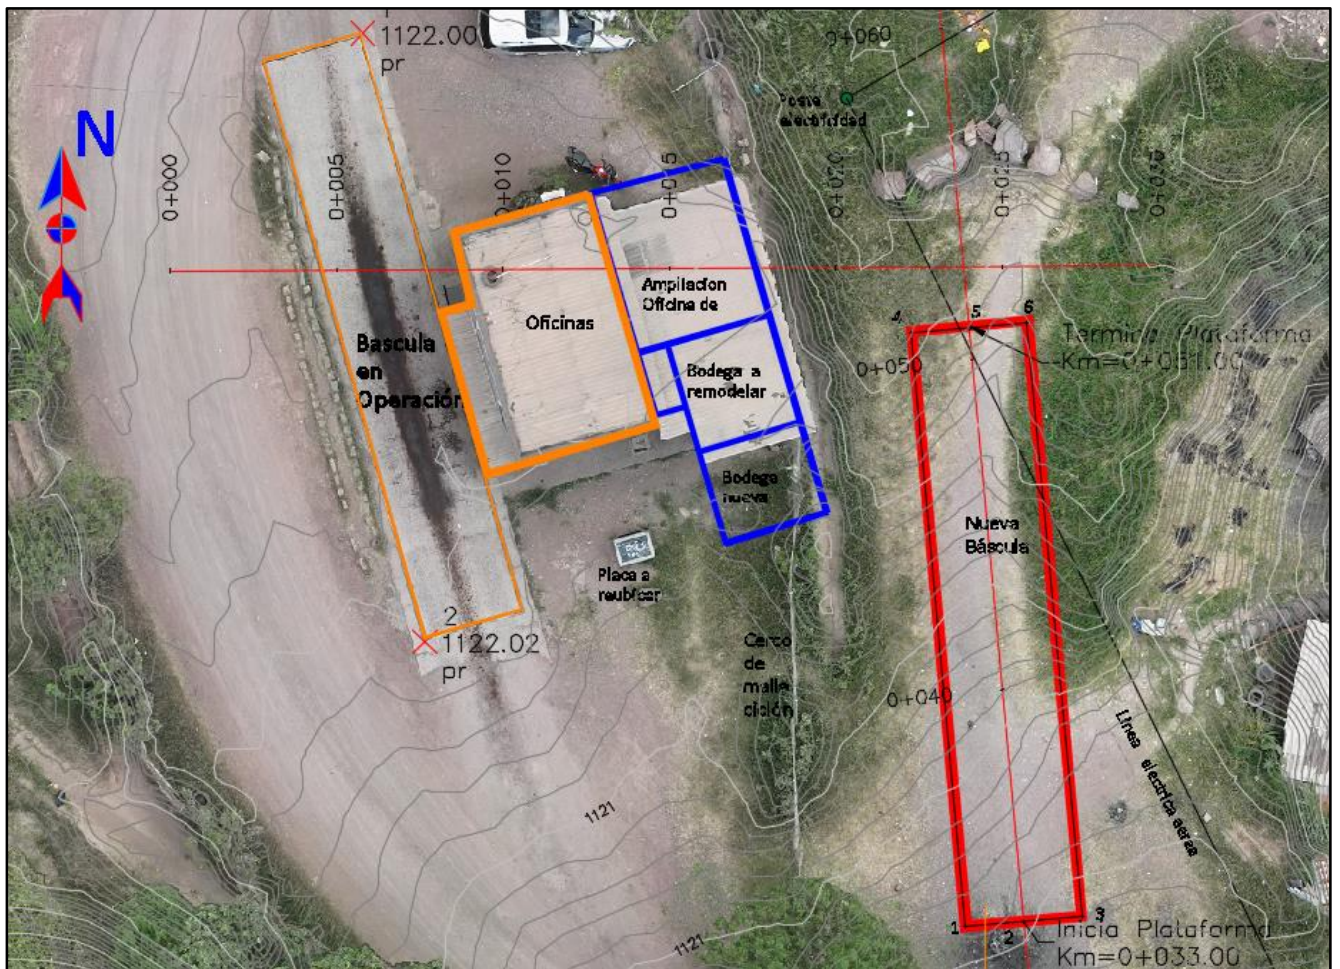 1122.00
pr
N
0+000
0+005
0+010
0+015
0+020
0+025
0+030
0+060
Poste
electricidad
Ampliacion
Oficina de
Oficinas
Bascula
en
Operación
Bodega a
remodelar
Bodega
nueva
Placa a
reubicar
4
5
6
Termina Plataforma
Km=0+051.00
0+050
Nueva
Báscula
2
1122.02
pr
Cerco
de
malla
ciclón
0+040
Linea electrica aerea
1121
1121
1
2
3
Inicia Plataforma
Km=0+033.00